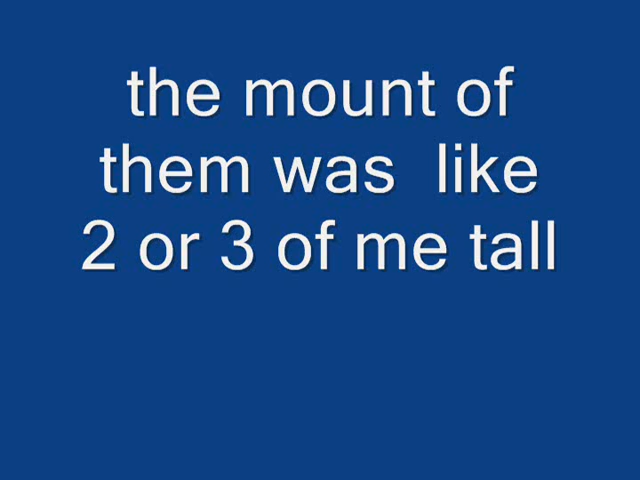 the mount of
them was  like
2 or 3 of me tall